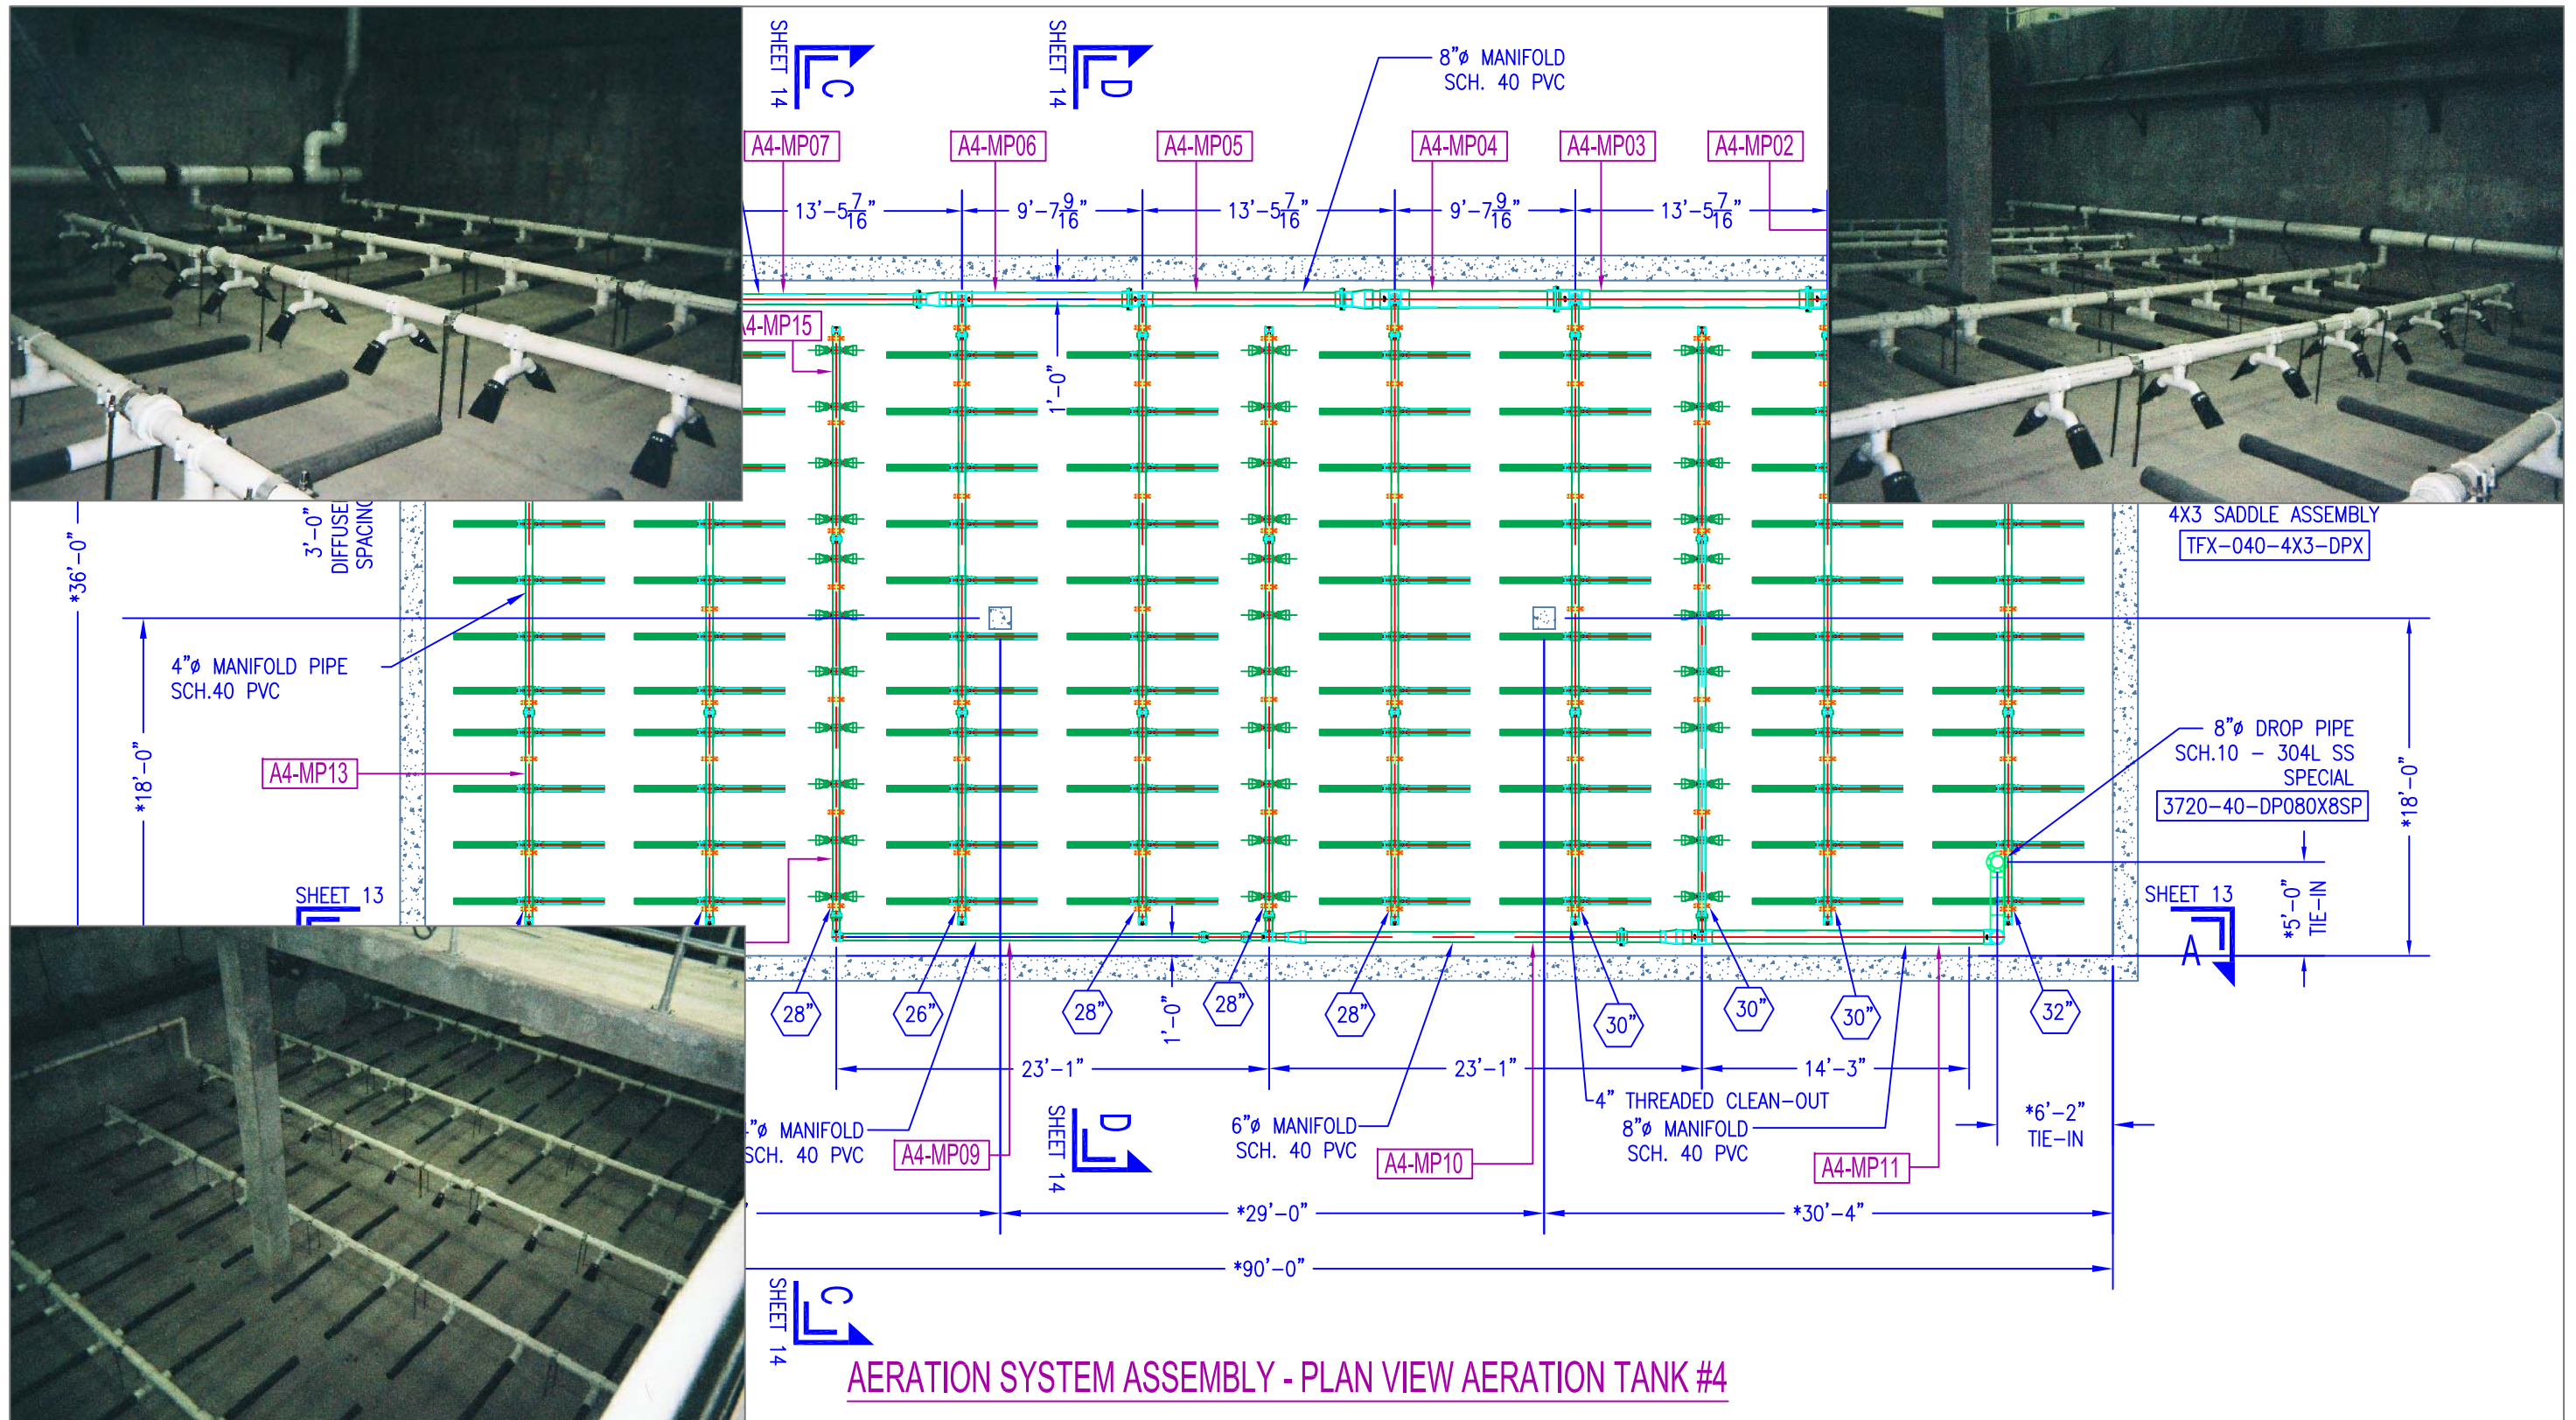 SHEET 14
C
SHEET 14
D
8"ø MANIFOLD
SCH. 40 PVC
A4-MP07
A4-MP06
A4-MP05
A4-MP04
A4-MP03
A4-MP02
13'-5 7/16"
9'-7 9/16"
13'-5 7/16"
9'-7 9/16"
13'-5 7/16"
A4-MP15
1'-0"
*36'-0"
3'-0"
DIFFUSE
SPACING
4X3 SADDLE ASSEMBLY
TFX-040-4X3-DPX
4"ø MANIFOLD PIPE
SCH.40 PVC
*18'-0"
A4-MP13
8"ø DROP PIPE
SCH.10 - 304L SS
SPECIAL
3720-40-DP080X8SP
*18'-0"
*5'-0"
TIE-IN
SHEET 13
SHEET 13
A
28"
26"
28"
28"
28"
30"
30"
30"
32"
1'-0"
23'-1"
23'-1"
14'-3"
4" THREADED CLEAN-OUT
*6'-2"
TIE-IN
"ø MANIFOLD
SCH. 40 PVC
A4-MP09
SHEET 14
D
6"ø MANIFOLD
SCH. 40 PVC
A4-MP10
8"ø MANIFOLD
SCH. 40 PVC
A4-MP11
*29'-0"
*30'-4"
*90'-0"
SHEET 14
C
AERATION SYSTEM ASSEMBLY - PLAN VIEW AERATION TANK #4